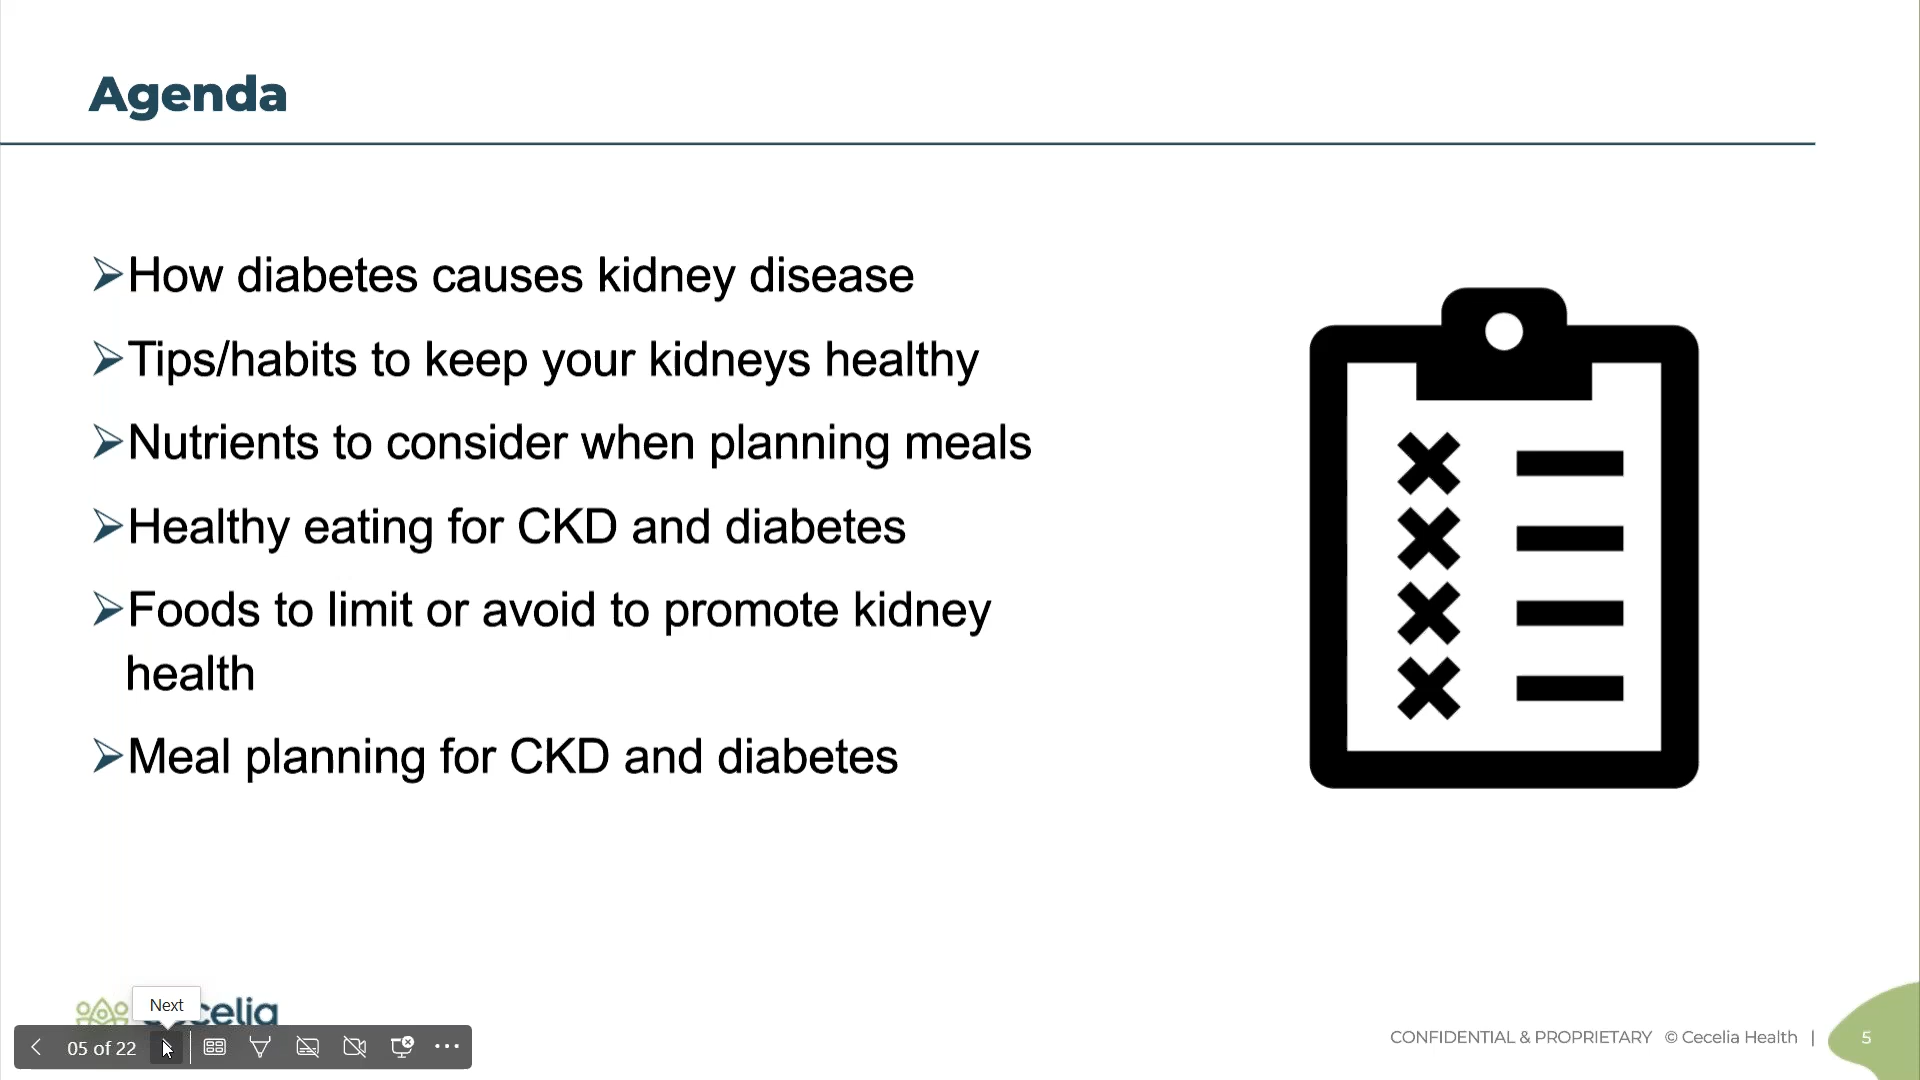 Agenda
How diabetes causes kidney disease
Tips/habits to keep your kidneys healthy
Nutrients to consider when planning meals
Healthy eating for CKD and diabetes
Foods to limit or avoid to promote kidney
health
Meal planning for CKD and diabetes
Next
05 of 22
CONFIDENTIAL & PROPRIETARY © Cecelia Health |
5